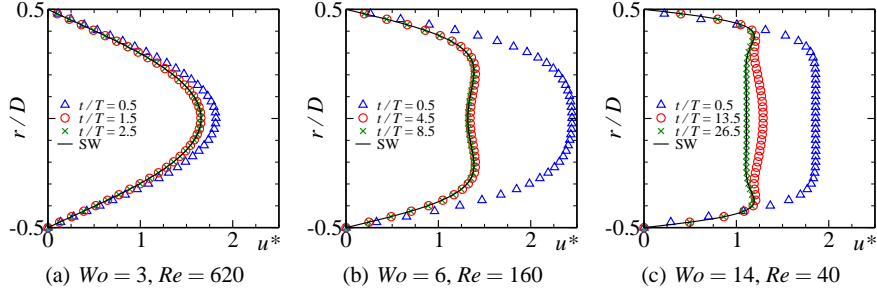 0.5
r/D
-0.5
△ t/T = 0.5
○ t/T = 1.5
× t/T = 2.5
— SW
0 1 2 u*
(a) Wo = 3, Re = 620
0.5
r/D
-0.5
△ t/T = 0.5
○ t/T = 4.5
× t/T = 8.5
— SW
0 1 2 u*
(b) Wo = 6, Re = 160
0.5
r/D
-0.5
△ t/T = 0.5
○ t/T = 13.5
× t/T = 26.5
— SW
0 1 2 u*
(c) Wo = 14, Re = 40